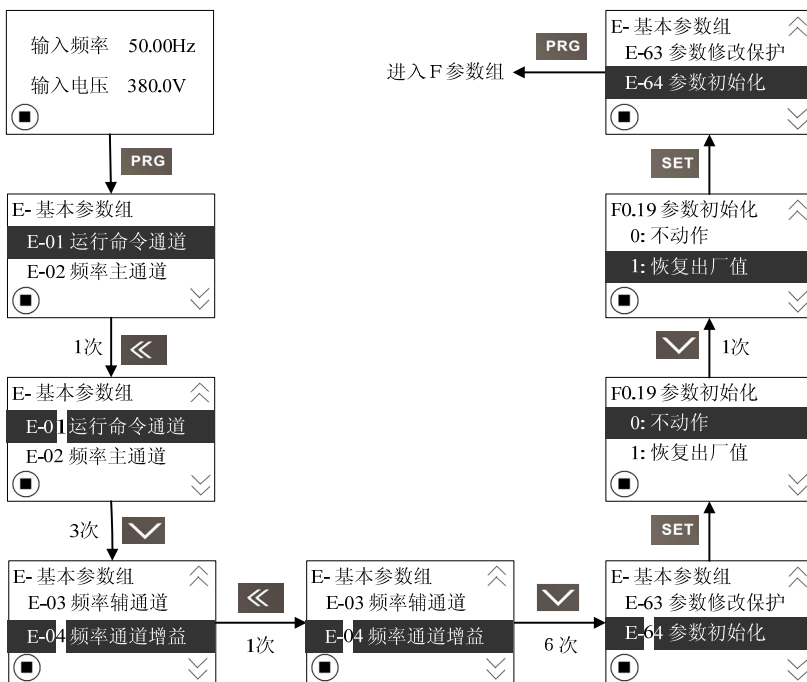 输入频率 50.00Hz
输入电压 380.0V
PRG
E- 基本参数组
E-01 运行命令通道
E-02 频率主通道
1次
E- 基本参数组
E-01 运行命令通道
E-02 频率主通道
3次
E- 基本参数组
E-03 频率辅通道
E-04 频率通道增益
1次
E- 基本参数组
E-03 频率辅通道
E-04 频率通道增益
6 次
E- 基本参数组
E-63 参数修改保护
E-64 参数初始化
SET
F0.19 参数初始化
0: 不动作
1: 恢复出厂值
1次
F0.19 参数初始化
0: 不动作
1: 恢复出厂值
SET
E- 基本参数组
E-63 参数修改保护
E-64 参数初始化
PRG
进入 F 参数组